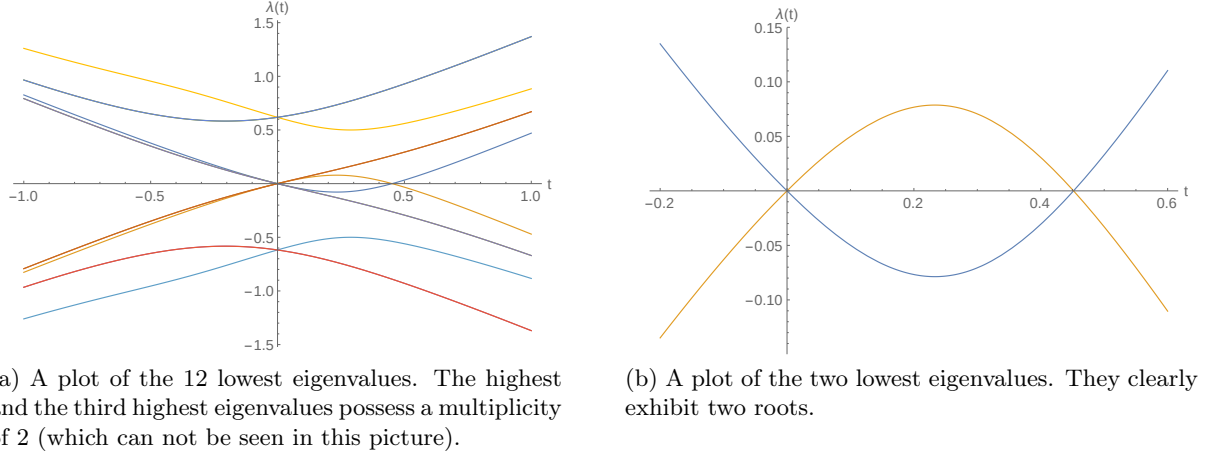 λ(t)
1.5
1.0
0.5
-1.0 -0.5 0.5 1.0 t
-0.5
-1.0
-1.5
λ(t)
0.15
0.10
0.05
-0.2 0.2 0.4 0.6 t
-0.05
-0.10
a) A plot of the 12 lowest eigenvalues. The highest
and the third highest eigenvalues possess a multiplicity
of 2 (which can not be seen in this picture).
(b) A plot of the two lowest eigenvalues. They clearly
exhibit two roots.